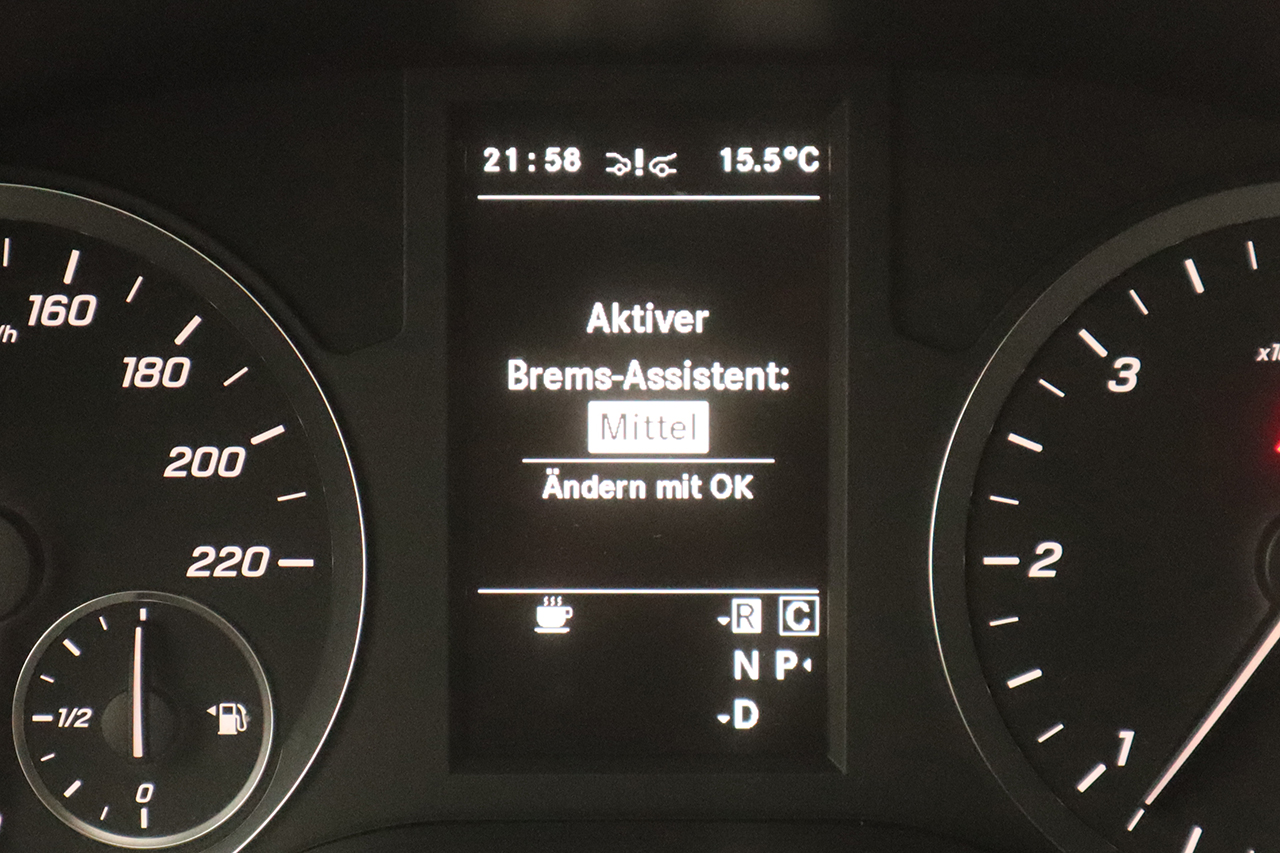 21:58 15.5°C
Aktiver
Brems-Assistent:
Mittel
Ändern mit OK
R C
N P
D
160
180
200
220
1/2
0
3
2
1